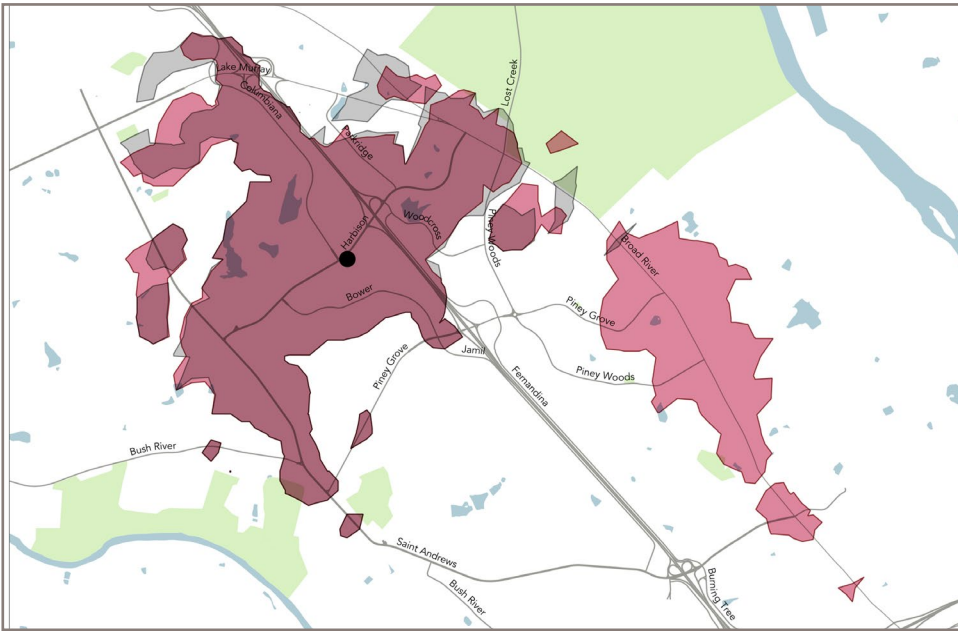 Lake Murray
Columbiana
Lost Creek
Parkridge
Harbison
Woodcross
Piney Woods
Broad River
Bower
Piney Grove
Jamil
Piney Grove
Piney Woods
Fernandina
Bush River
Saint Andrews
Bush River
Burning Tree